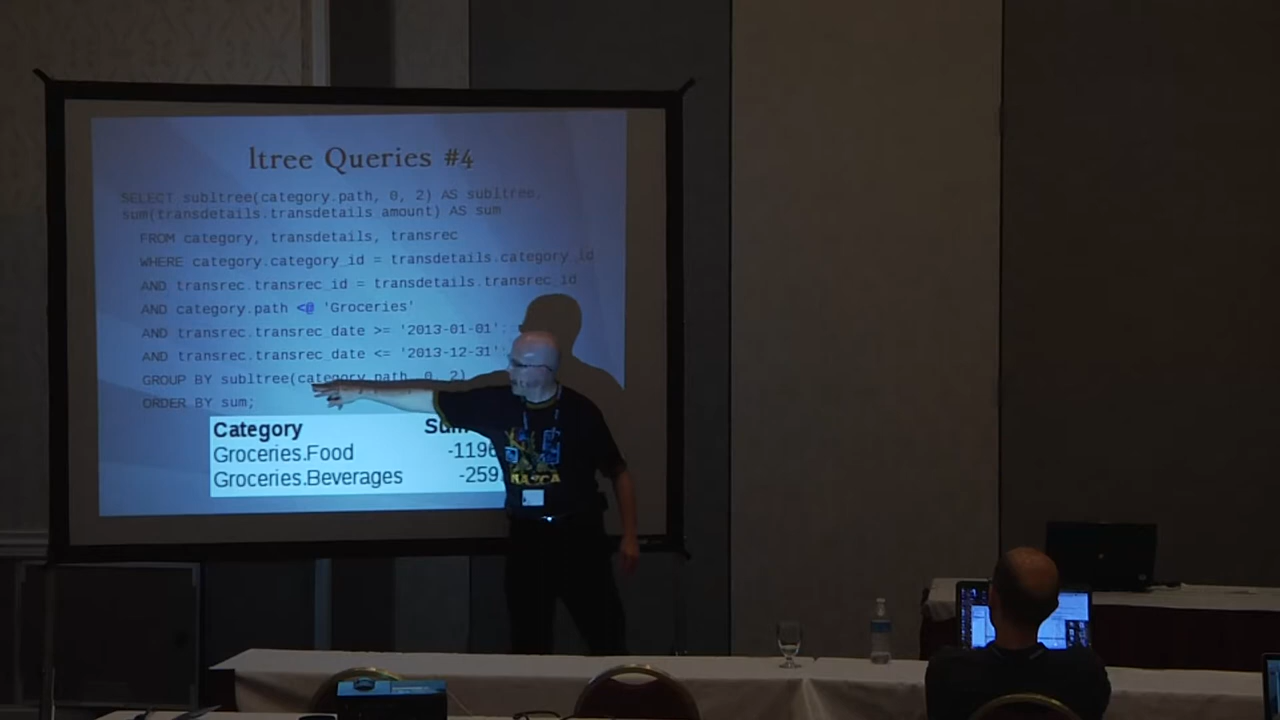 ltree Queries #4
SELECT subltree(category.path, 0, 2) AS subltree,
sum(transdetails.transdetails_amount) AS sum
FROM category, transdetails, transrec
WHERE category.category_id = transdetails.category_id
AND transrec.transrec_id = transdetails.transrec_id
AND category.path <@ 'Groceries'
AND transrec.transrec_date >= '2013-01-01';
AND transrec.transrec_date <= '2013-12-31';
GROUP BY subltree(category.path, 0, 2)
ORDER BY sum;
Category
Groceries.Food -1196
Groceries.Beverages -259
NASCA